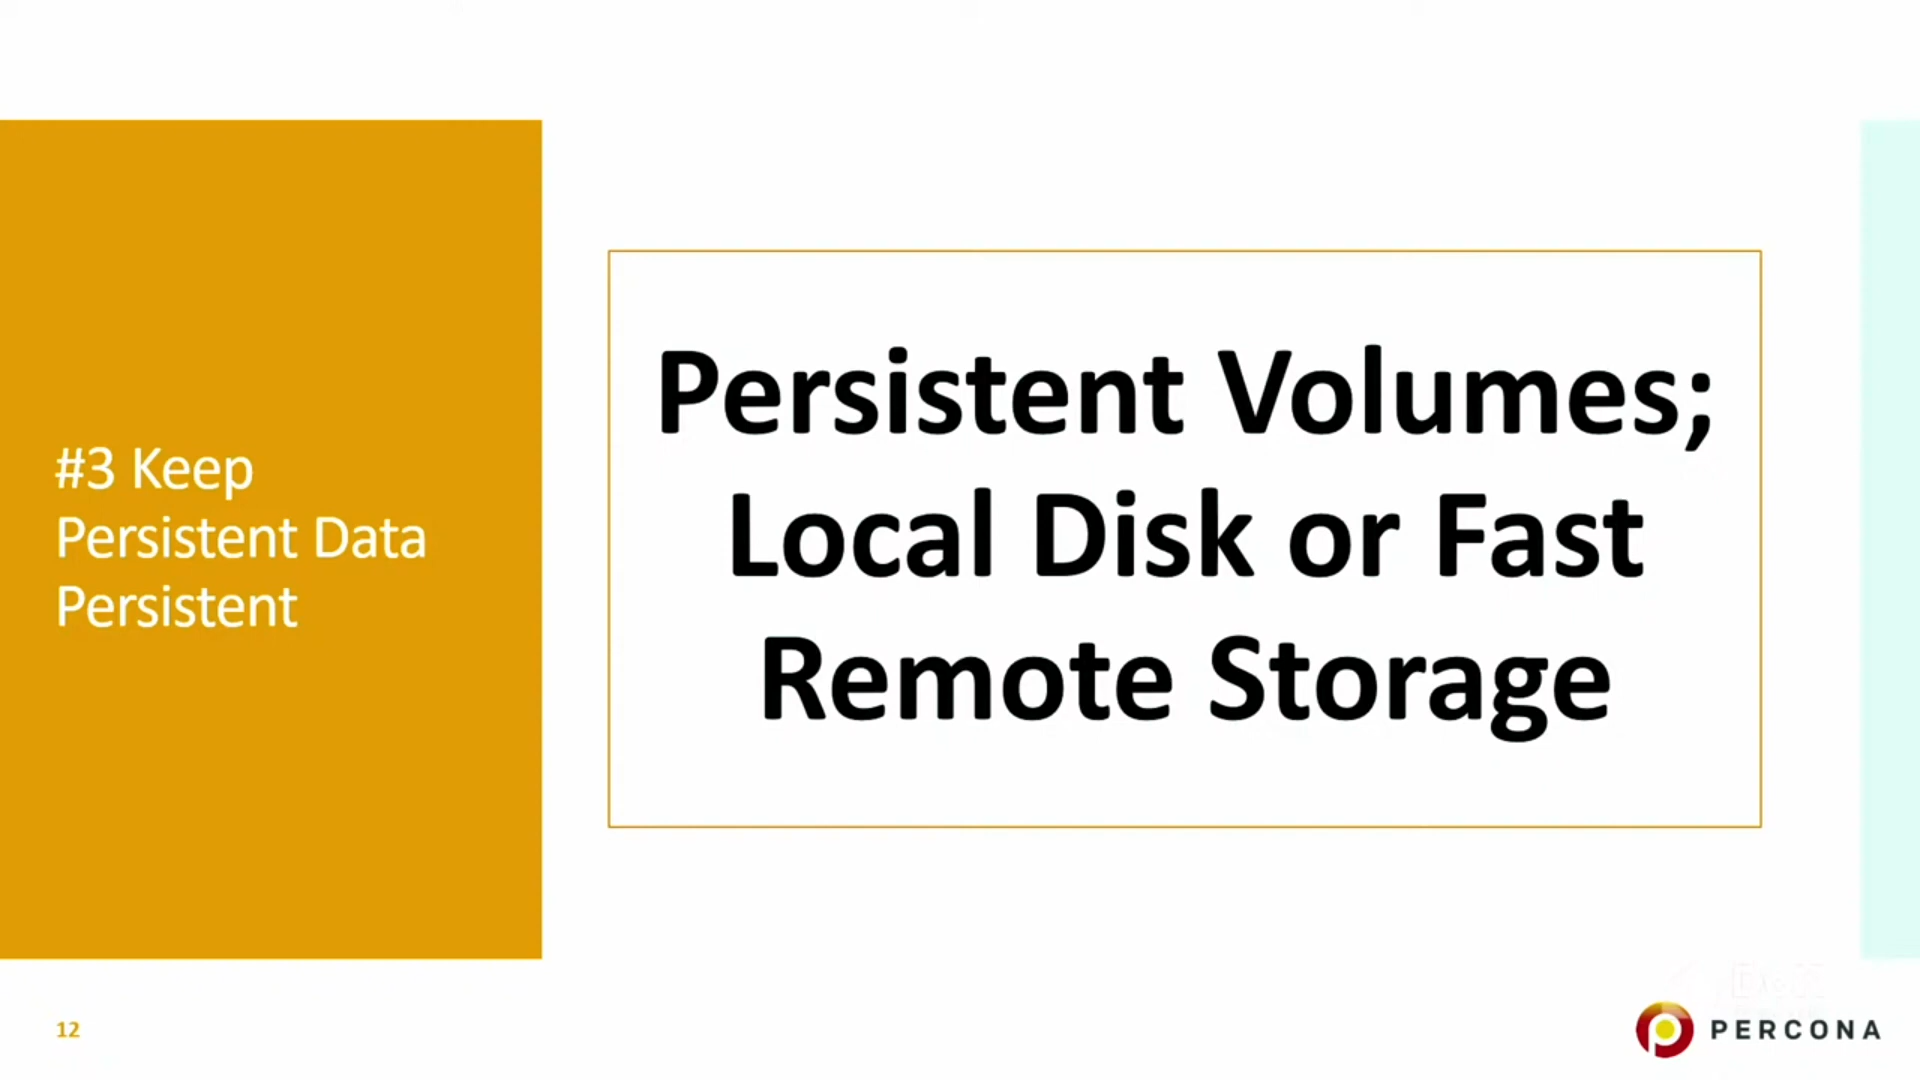 #3 Keep
Persistent Data
Persistent
Persistent Volumes;
Local Disk or Fast
Remote Storage
12
PERCONA